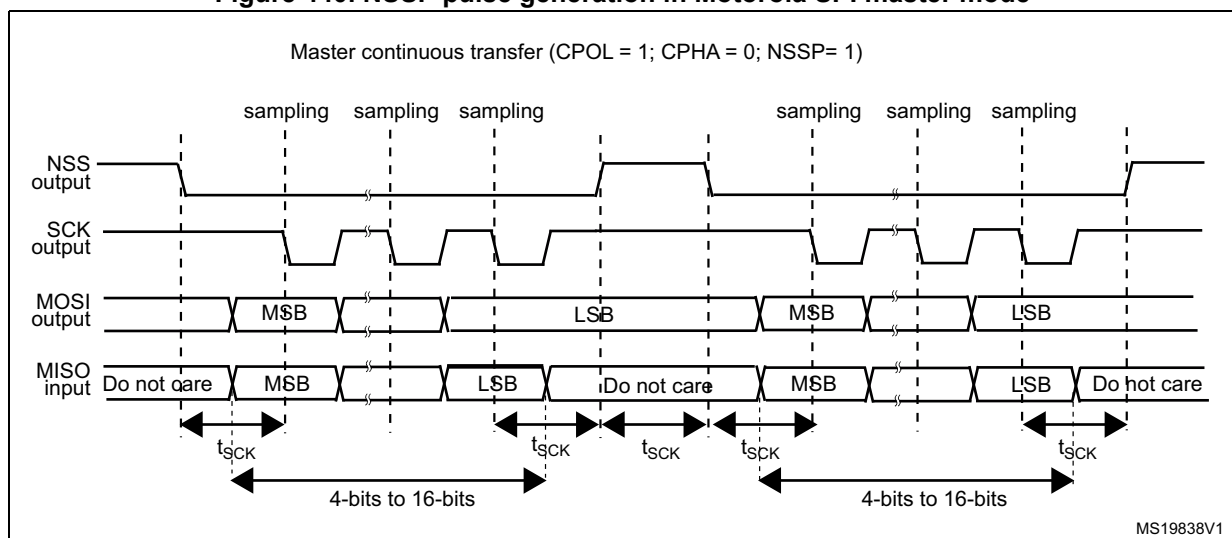 Master continuous transfer (CPOL = 1; CPHA = 0; NSSP= 1)
sampling sampling sampling sampling sampling sampling
NSS
output
SCK
output
MOSI
output
MSB LSB MSB LSB
MISO
input
Do not care MSB LSB Do not care MSB LSB Do not care
tSCK tSCK tSCK tSCK tSCK
4-bits to 16-bits 4-bits to 16-bits
MS19838V1